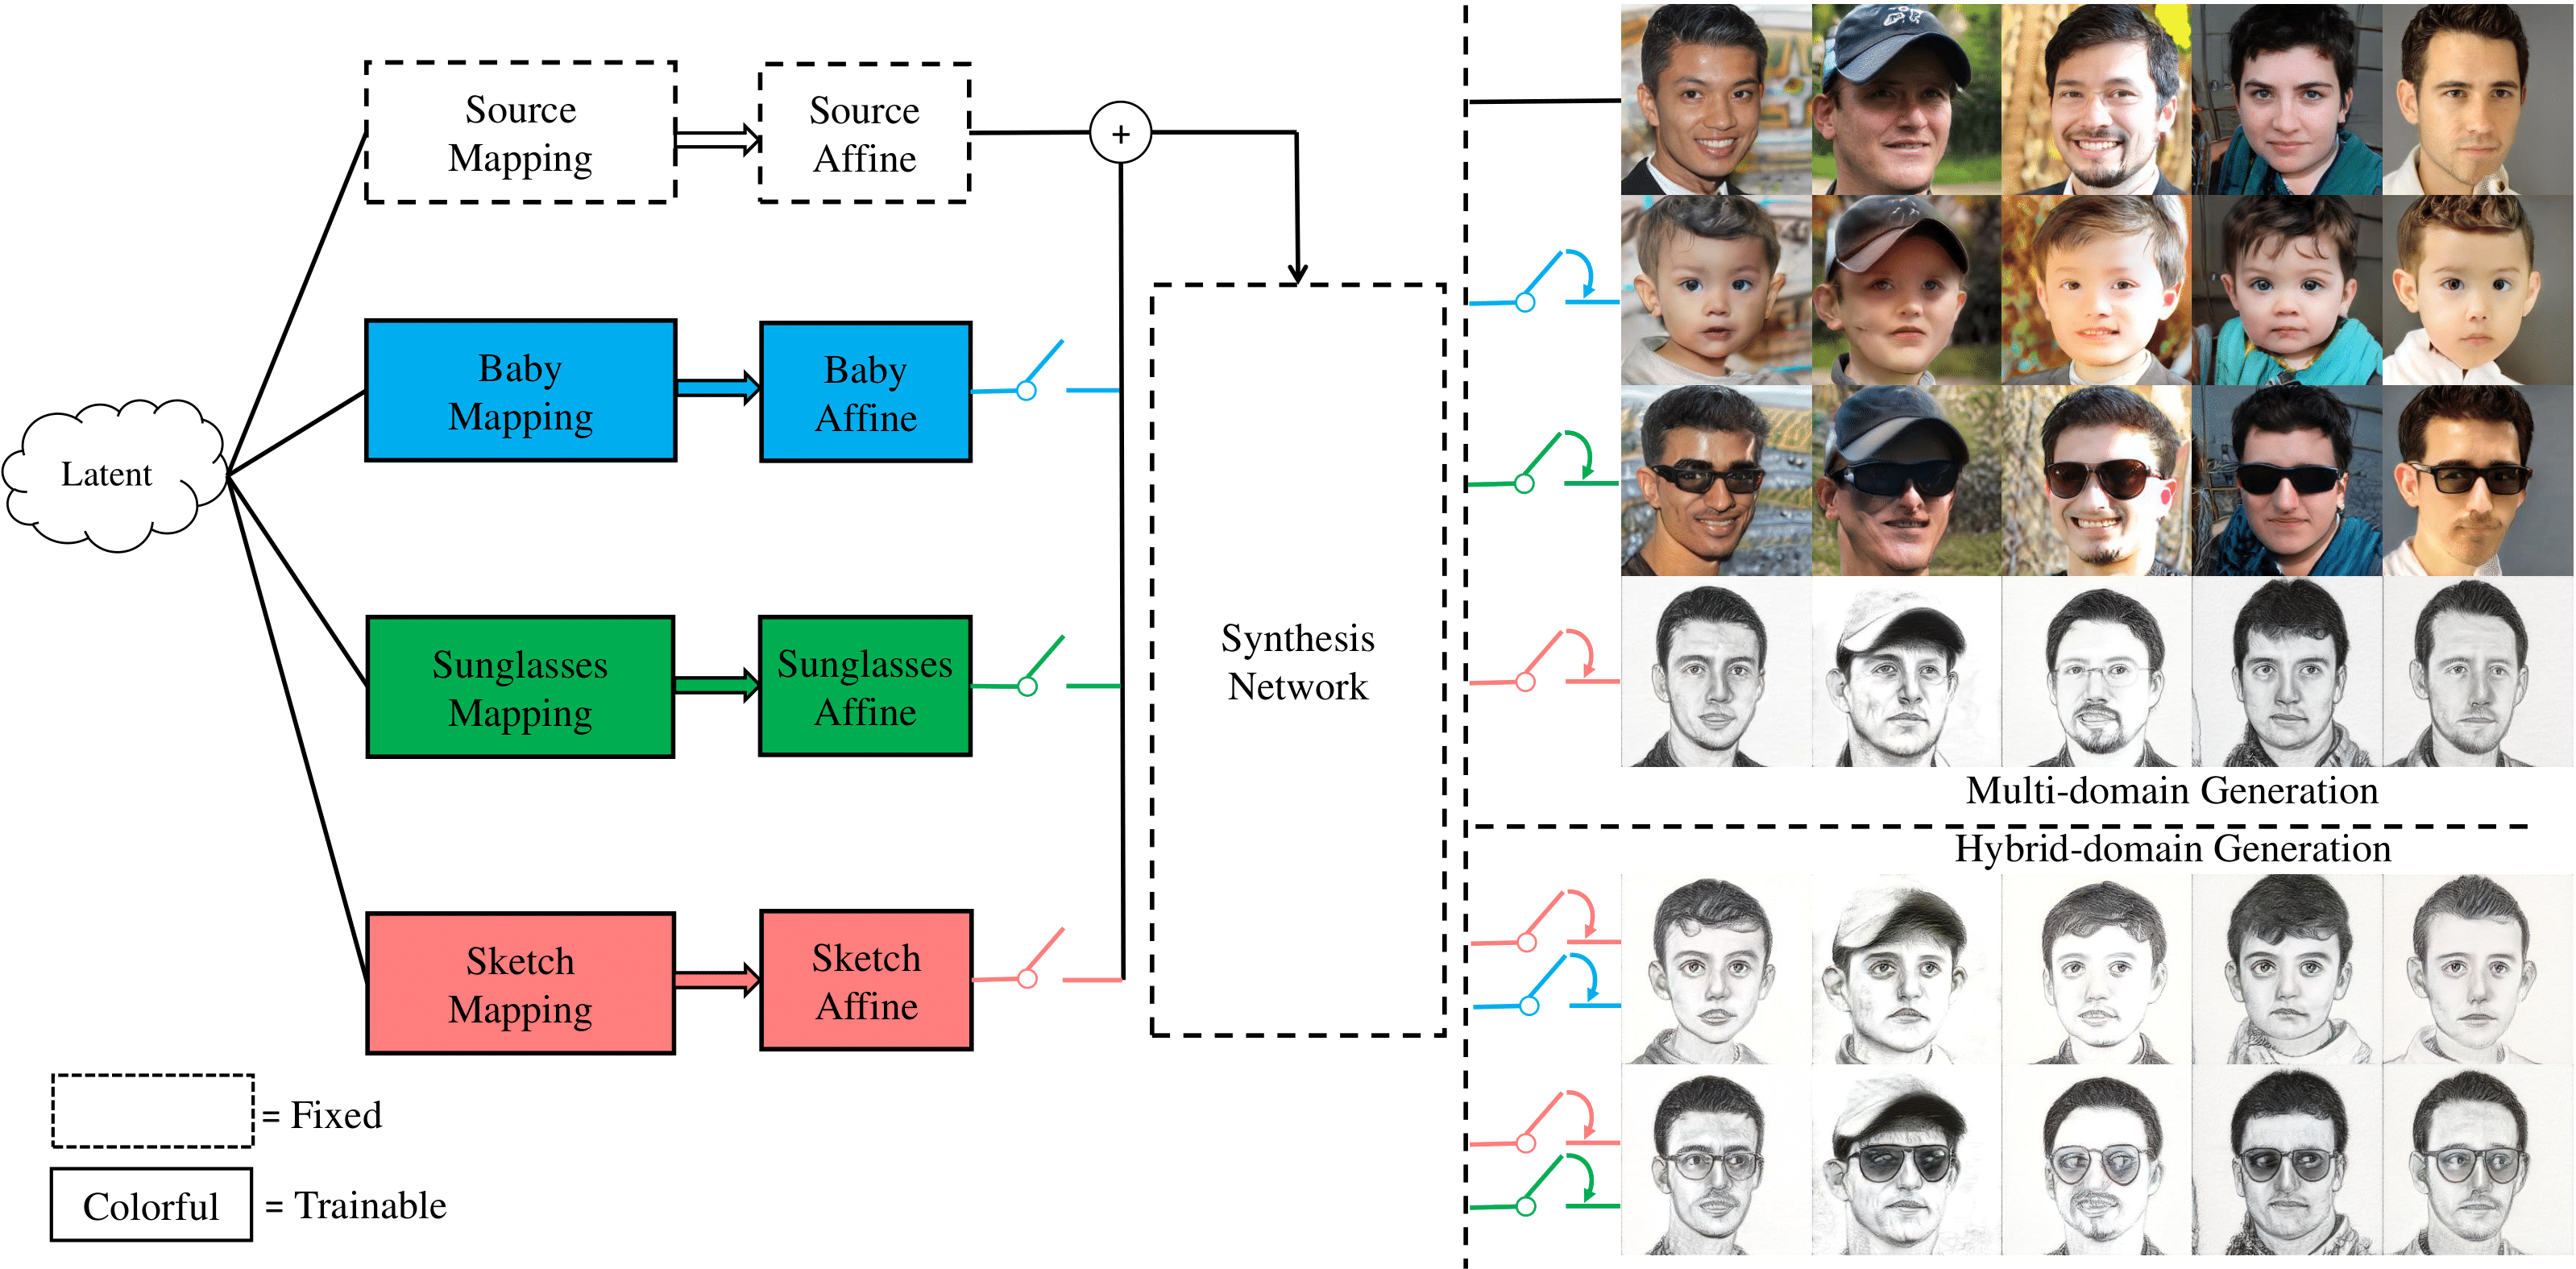 Source
Mapping
Source
Affine
+
Baby
Mapping
Baby
Affine
Latent
Sunglasses
Mapping
Sunglasses
Affine
Synthesis
Network
Sketch
Mapping
Sketch
Affine
= Fixed
Colorful = Trainable
Multi-domain Generation
Hybrid-domain Generation